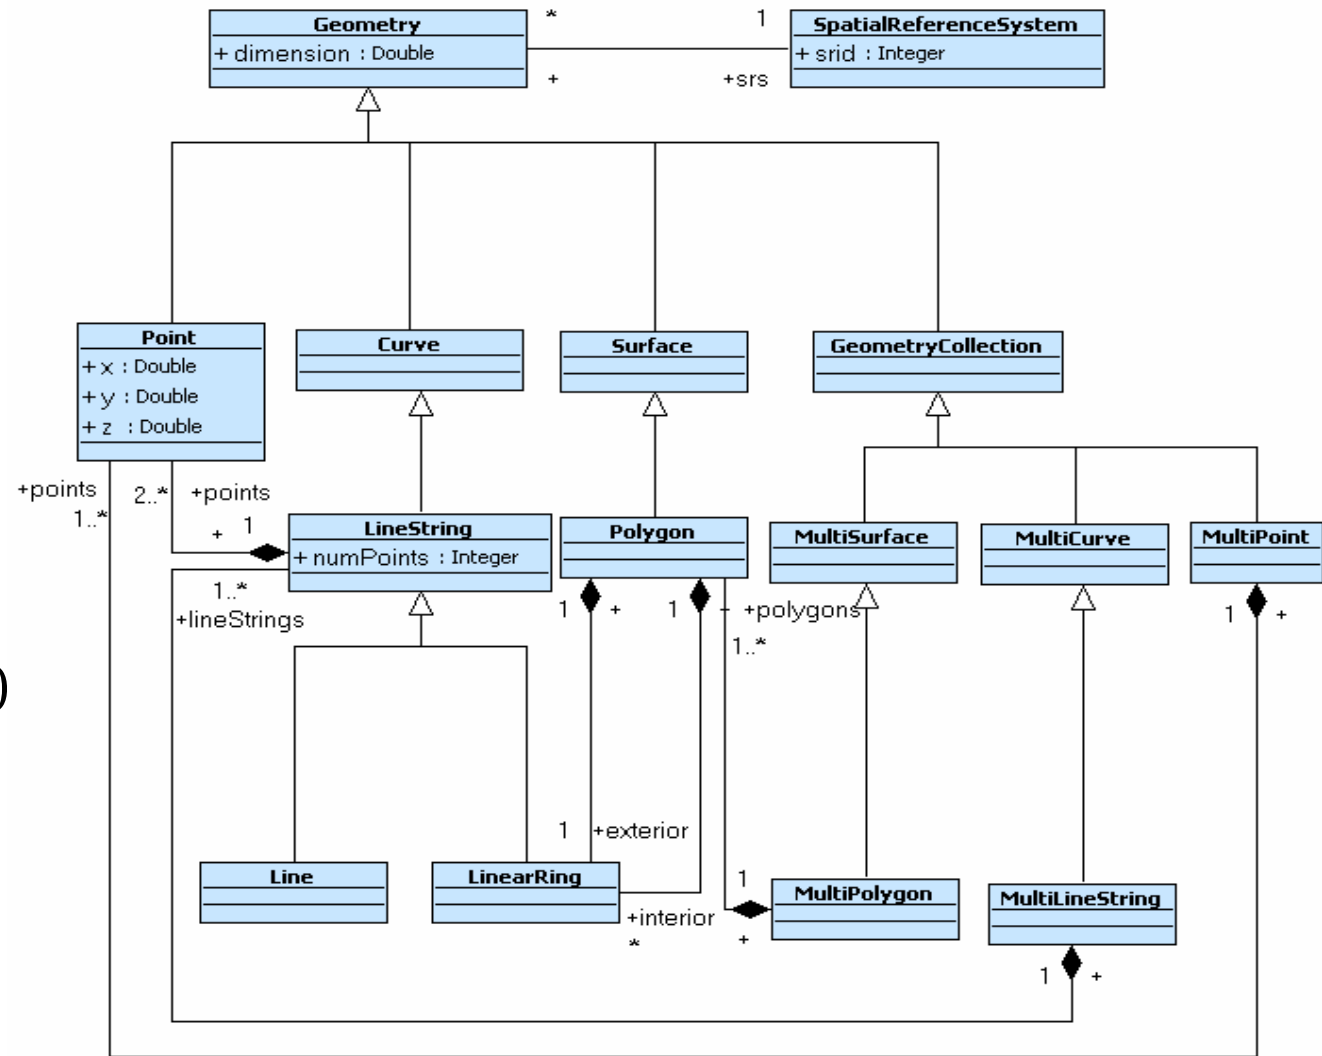 Geometry
+ dimension : Double
*
1
+
+srs
SpatialReferenceSystem
+ srid : Integer
Point
+ x : Double
+ y : Double
+ z : Double
Curve
Surface
GeometryCollection
+points
1..*
2..*
+points
+
1
LineString
+ numPoints : Integer
1..*
+lineStrings
Polygon
1
+
1
+
+polygons
1..*
MultiSurface
MultiCurve
MultiPoint
1
+
)
1
+exterior
Line
LinearRing
+interior
*
1
+
MultiPolygon
MultiLineString
1
+